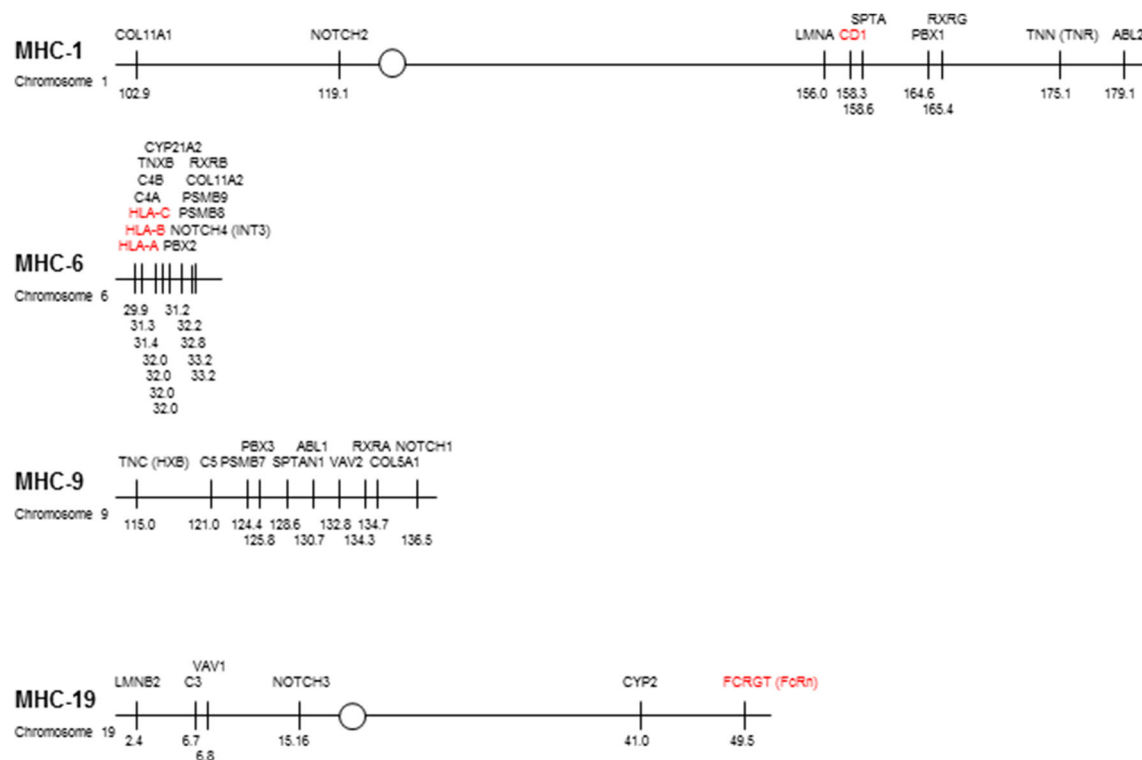 SPTA RXRG
COL11A1 NOTCH2 LMNA CD1 PBX1 TNN (TNR) ABL2
MHC-1
Chromosome 1
102.9 119.1 156.0 158.3 164.6 175.1 179.1
158.6 165.4
CYP21A2
TNXB RXRB
C4B COL11A2
C4A PSMB9
HLA-C PSMB8
HLA-B NOTCH4 (INT3)
HLA-A PBX2
MHC-6
Chromosome 6
29.9 31.2
31.3 32.2
31.4 32.8
32.0 33.2
32.0 33.2
32.0
32.0
PBX3 ABL1 RXRA NOTCH1
TNC (HXB) C5 PSMB7 SPTAN1 VAV2 COL5A1
MHC-9
Chromosome 9
115.0 121.0 124.4 128.6 132.8 134.7
125.8 130.7 134.3 136.5
VAV1
LMNB2 C3 NOTCH3 CYP2 FCRGT (FcRn)
MHC-19
Chromosome 19
2.4 6.7 15.16 41.0 49.5
6.8